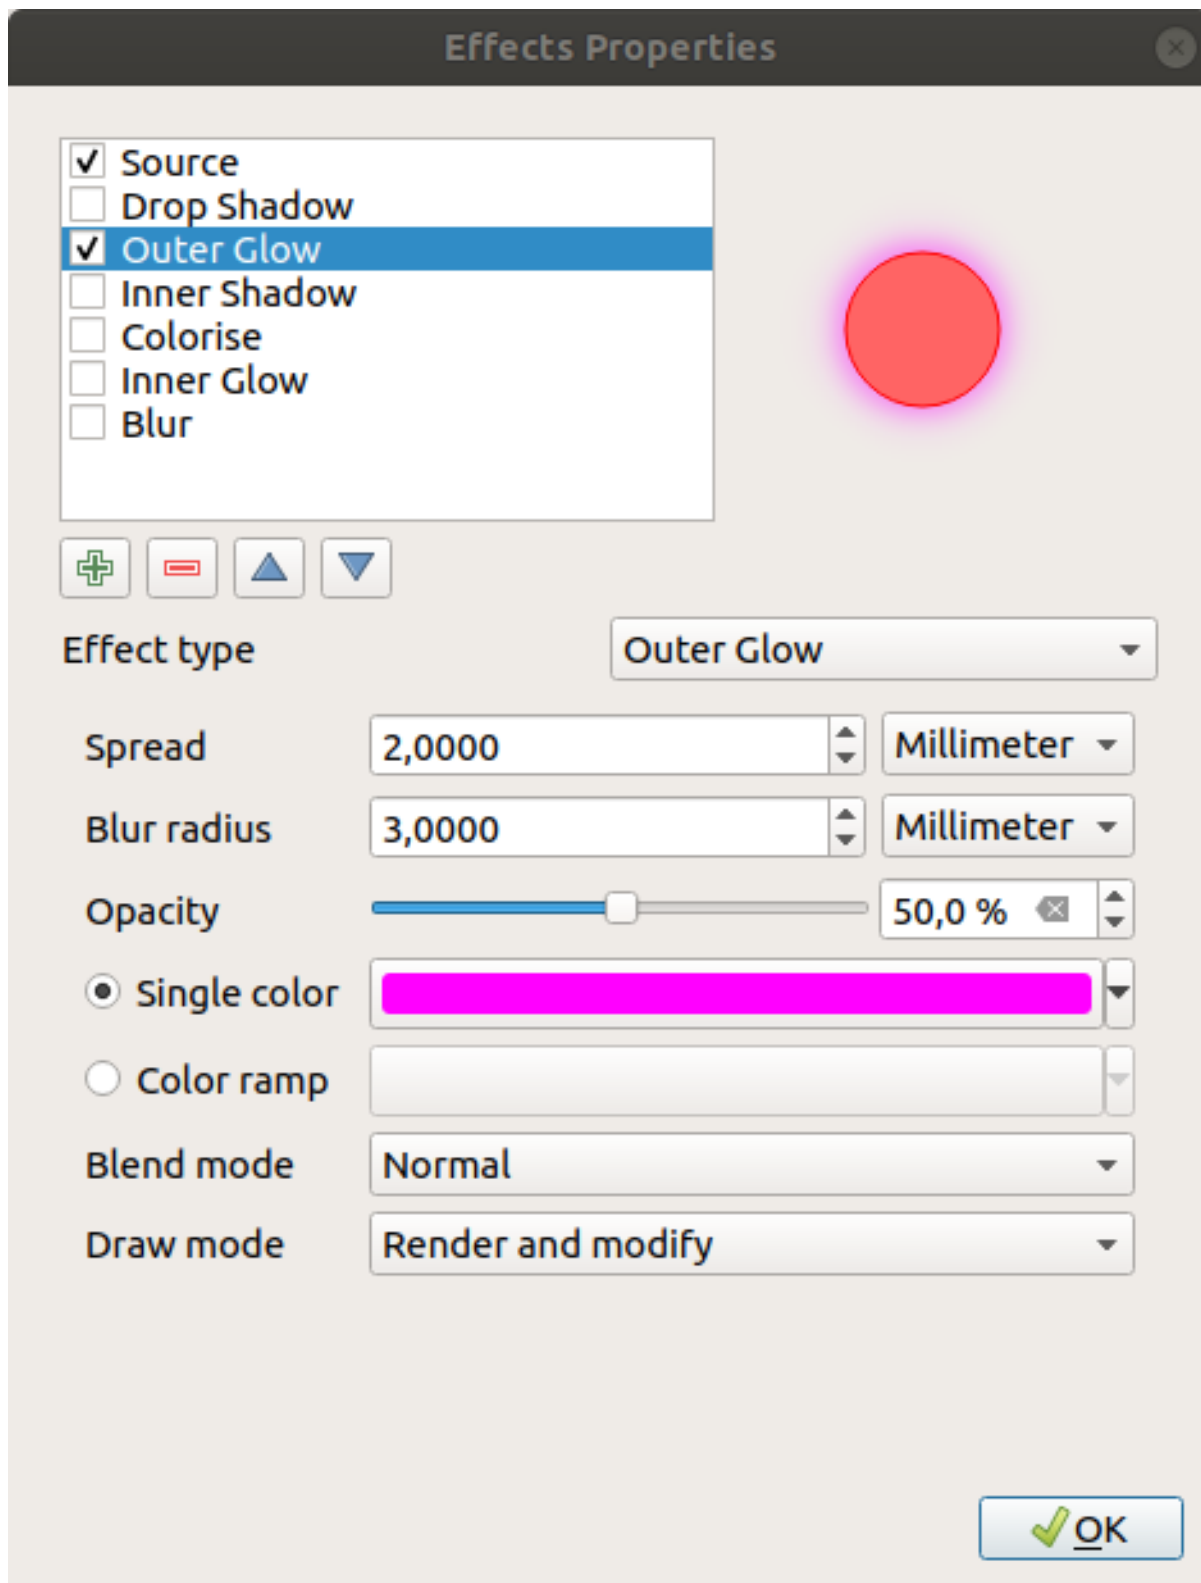 Effects Properties
Source
Drop Shadow
Outer Glow
Inner Shadow
Colorise
Inner Glow
Blur
Effect type Outer Glow
Spread 2,0000 Millimeter
Blur radius 3,0000 Millimeter
Opacity 50,0 %
Single color
Color ramp
Blend mode Normal
Draw mode Render and modify
OK